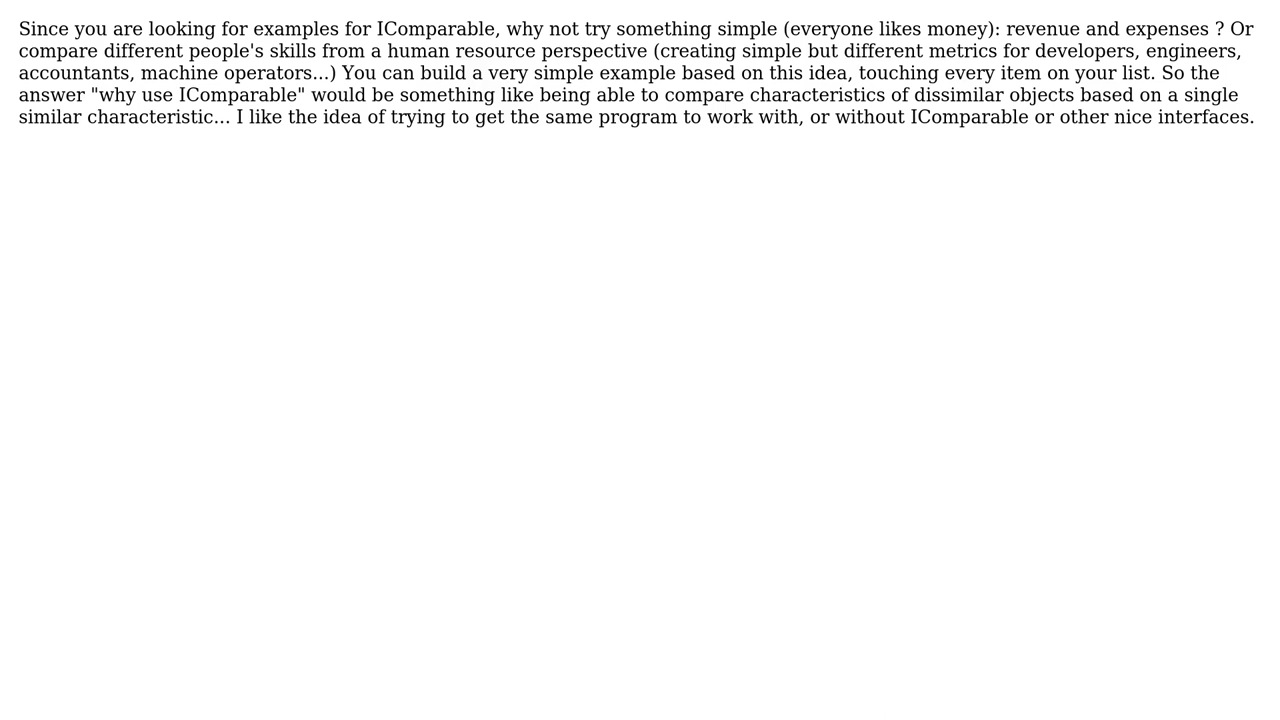 Since you are looking for examples for IComparable, why not try something simple (everyone likes money): revenue and expenses ? Or
compare different people's skills from a human resource perspective (creating simple but different metrics for developers, engineers,
accountants, machine operators...) You can build a very simple example based on this idea, touching every item on your list. So the
answer "why use IComparable" would be something like being able to compare characteristics of dissimilar objects based on a single
similar characteristic... I like the idea of trying to get the same program to work with, or without IComparable or other nice interfaces.